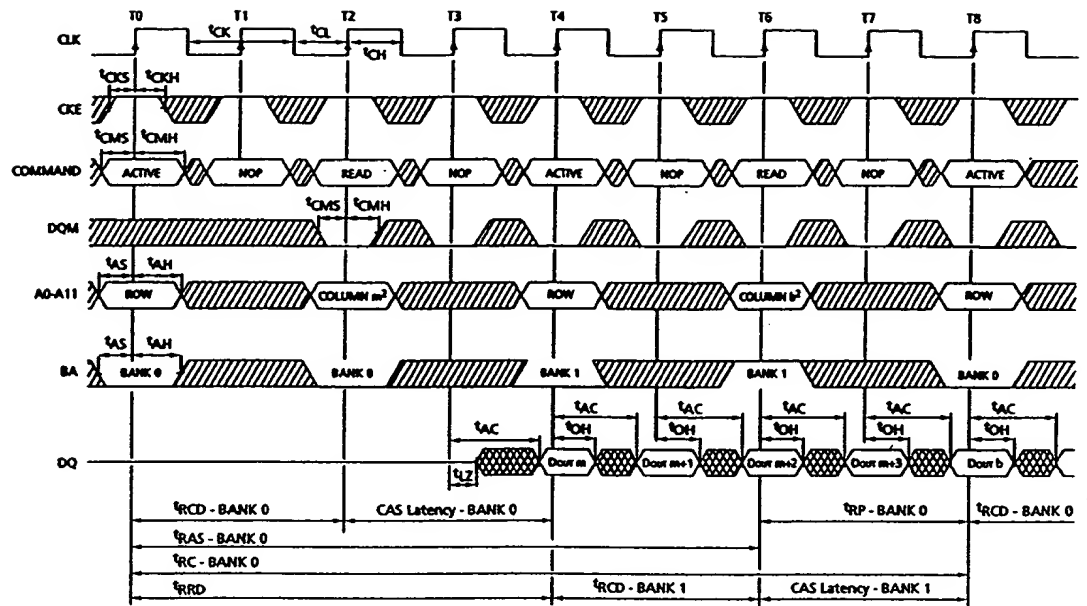 T0 T1 T2 T3 T4 T5 T6 T7 T8
CLK
tCK tCL
tCH
tCKS tCKH
CKE
tCMS tCMH
COMMAND ACTIVE NOP READ NOP ACTIVE NOP READ NOP ACTIVE
tCMS tCMH
DQM
tAS tAH
A0-A11 ROW COLUMN m2 ROW COLUMN b2 ROW
tAS tAH
BA BANK 0 BANK 0 BANK 1 BANK 1 BANK 0
tAC tAC tAC tAC tAC tAC
tOH tOH tOH tOH tOH
DQ DOUT m DOUT m+1 DOUT m+2 DOUT m+3 DOUT b
tLZ
tRCD - BANK 0 CAS Latency - BANK 0 tRP - BANK 0 tRCD - BANK 0
tRAS - BANK 0
tRC - BANK 0
tRRD tRCD - BANK 1 CAS Latency - BANK 1